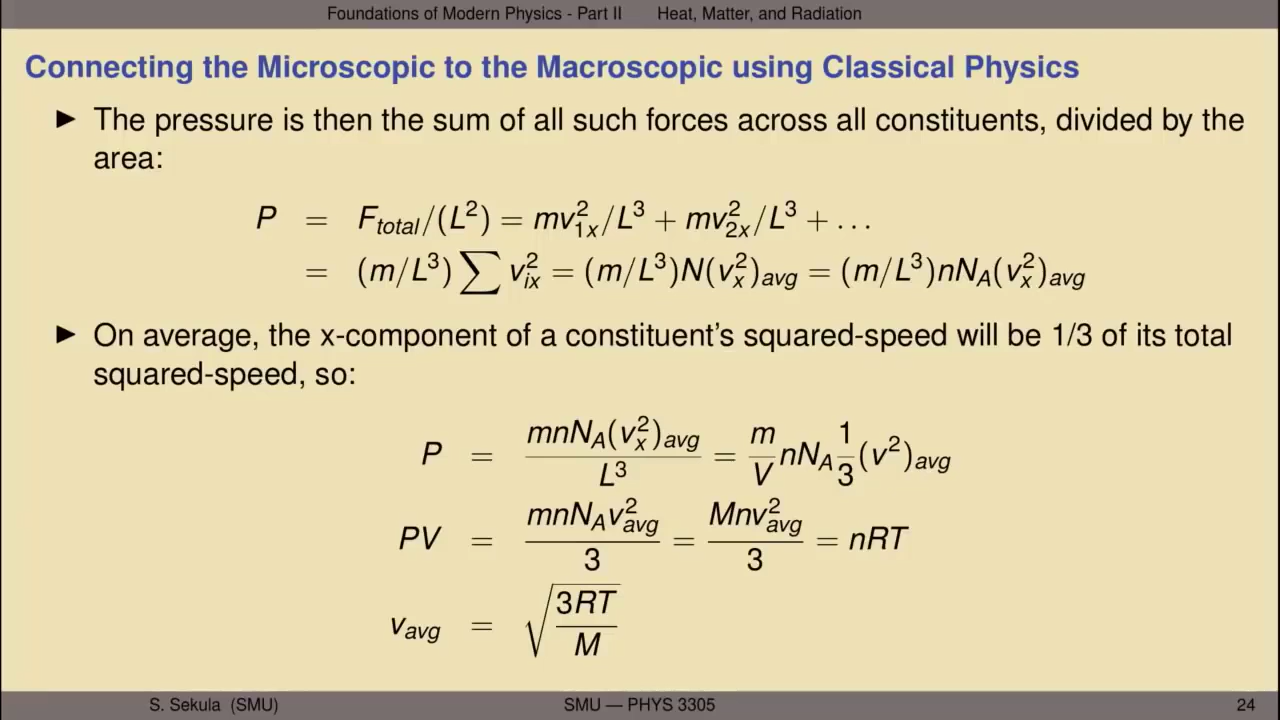 Foundations of Modern Physics - Part II Heat, Matter, and Radiation
Connecting the Microscopic to the Macroscopic using Classical Physics
▶ The pressure is then the sum of all such forces across all constituents, divided by the
area:
P = F_total/(L²) = mv²_1x/L³ + mv²_2x/L³ + …
= (m/L³) ∑ v²_ix = (m/L³)N(v²_x)_avg = (m/L³)nN_A(v²_x)_avg
▶ On average, the x-component of a constituent's squared-speed will be 1/3 of its total
squared-speed, so:
P = mnN_A(v²_x)_avg / L³ = m/V nN_A 1/3 (v²)_avg
PV = mnN_Av²_avg / 3 = Mnv²_avg / 3 = nRT
v_avg = √(3RT / M)
S. Sekula (SMU) SMU — PHYS 3305 24